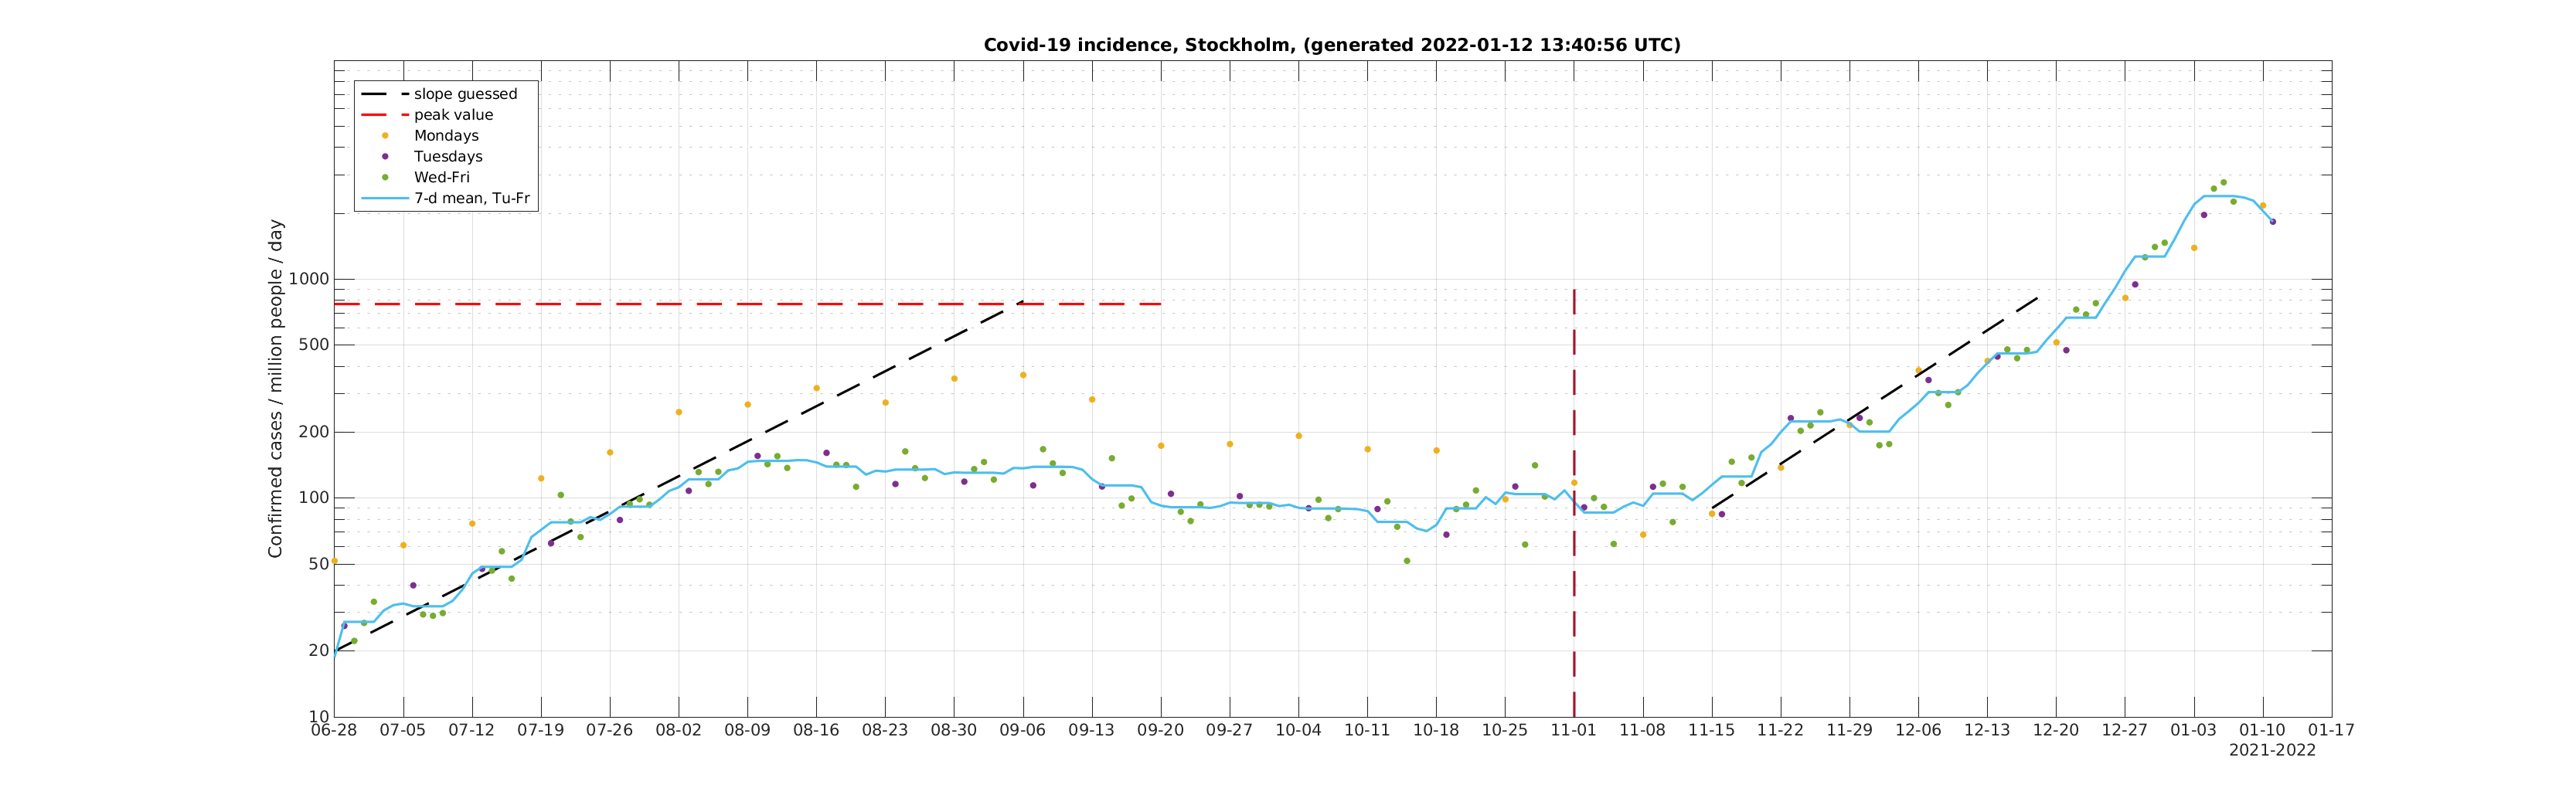 Covid-19 incidence, Stockholm, (generated 2022-01-12 13:40:56 UTC)
slope guessed
peak value
Mondays
Tuesdays
Wed-Fri
7-d mean, Tu-Fr
Confirmed cases / million people / day
1000
500
200
100
50
20
10
06-28 07-05 07-12 07-19 07-26 08-02 08-09 08-16 08-23 08-30 09-06 09-13 09-20 09-27 10-04 10-11 10-18 10-25 11-01 11-08 11-15 11-22 11-29 12-06 12-13 12-20 12-27 01-03 01-10 01-17
2021-2022